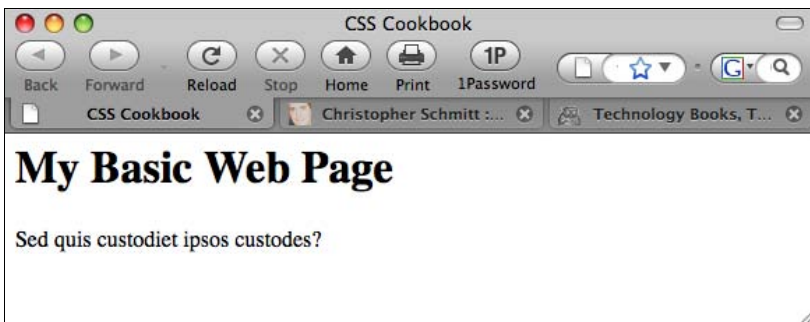 CSS Cookbook
1P
Back Forward Reload Stop Home Print 1Password
G
CSS Cookbook Christopher Schmitt :... Technology Books, T...
My Basic Web Page
Sed quis custodiet ipsos custodes?